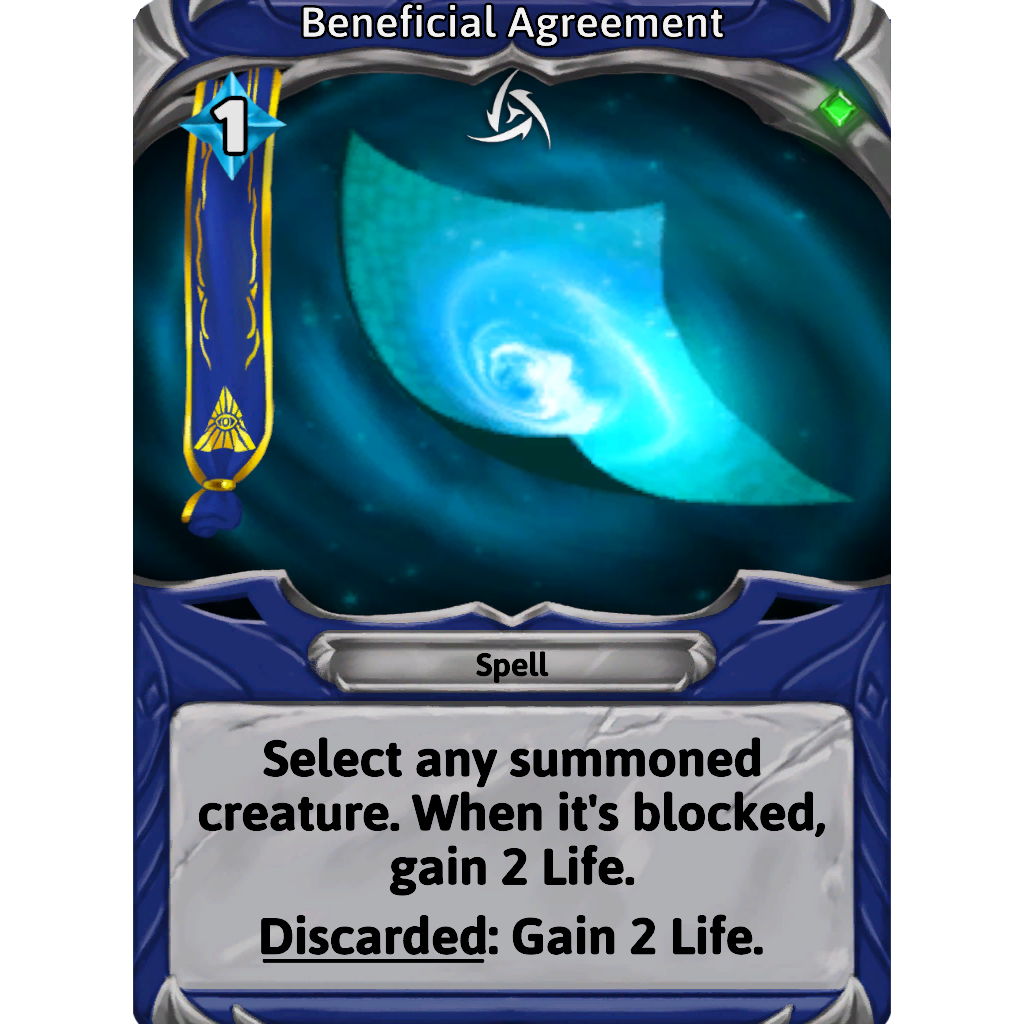 Beneficial Agreement
1
Spell
Select any summoned
creature. When it's blocked,
gain 2 Life.
Discarded: Gain 2 Life.